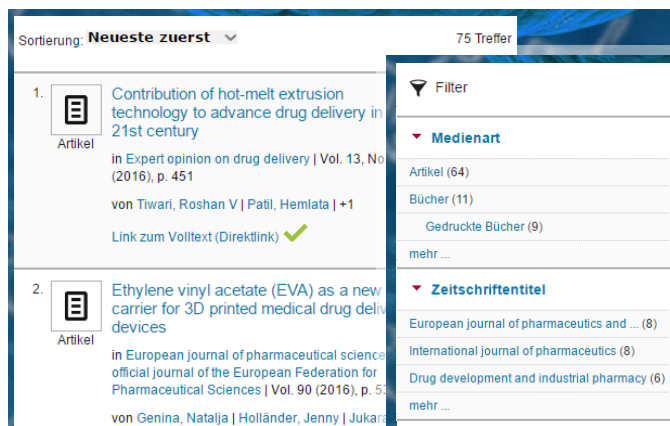 Sortierung: Neueste zuerst
75 Treffer
1.
Artikel
Contribution of hot-melt extrusion
technology to advance drug delivery in
21st century
in Expert opinion on drug delivery | Vol. 13, No
(2016), p. 451
von Tiwari, Roshan V | Patil, Hemlata | +1
Link zum Volltext (Direktlink)
2.
Artikel
Ethylene vinyl acetate (EVA) as a new
carrier for 3D printed medical drug
devices
in European journal of pharmaceutical science
official journal of the European Federation for
Pharmaceutical Sciences | Vol. 90 (2016), p.
von Genina, Natalja | Holländer, Jenny |
Filter
Medienart
Artikel (64)
Bücher (11)
Gedruckte Bücher (9)
mehr ...
Zeitschriftentitel
European journal of pharmaceutics and ... (8)
International journal of pharmaceutics (8)
Drug development and industrial pharmacy (6)
mehr ...